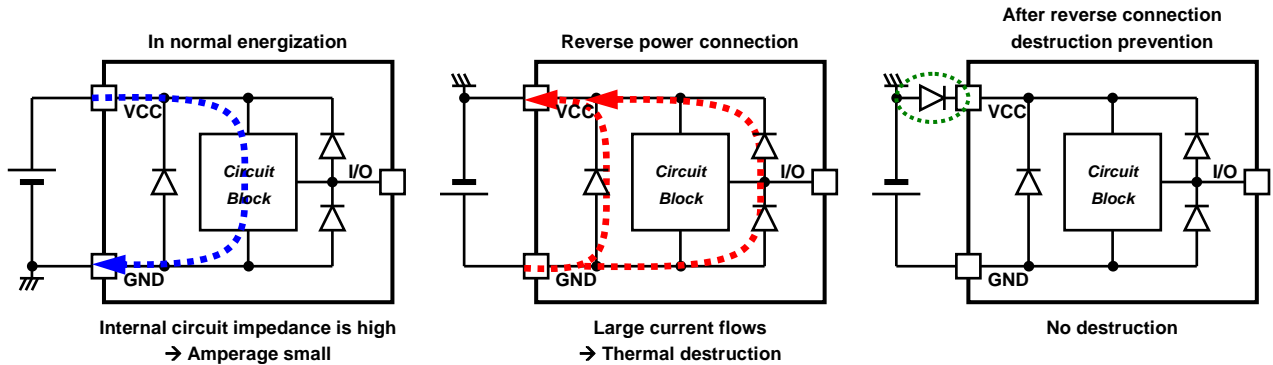 In normal energization
VCC
Circuit
Block
I/O
GND
Internal circuit impedance is high
→ Amperage small
Reverse power connection
VCC
Circuit
Block
I/O
GND
Large current flows
→ Thermal destruction
After reverse connection
destruction prevention
VCC
Circuit
Block
I/O
GND
No destruction